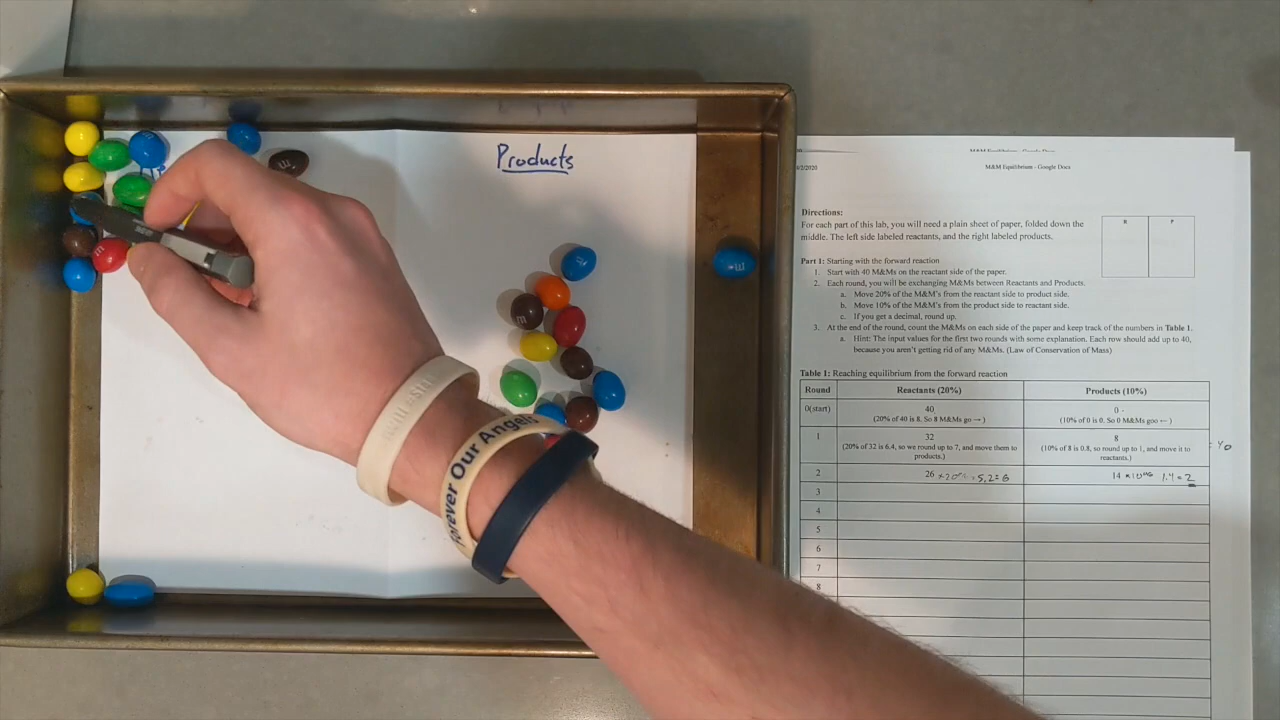 Products
M&M Equilibrium - Google Docs
4/2/2020
M&M Equilibrium - Google Docs
Directions:
For each part of this lab, you will need a plain sheet of paper, folded down the
middle. The left side labeled reactants, and the right labeled products.
R P
Part 1: Starting with the forward reaction
1. Start with 40 M&Ms on the reactant side of the paper.
2. Each round, you will be exchanging M&Ms between Reactants and Products.
a. Move 20% of the M&M's from the reactant side to product side.
b. Move 10% of the M&M's from the product side to reactant side.
c. If you get a decimal, round up.
3. At the end of the round, count the M&Ms on each side of the paper and keep track of the numbers in Table 1.
a. Hint: The input values for the first two rounds with some explanation. Each row should add up to 40,
because you aren't getting rid of any M&Ms. (Law of Conservation of Mass)
Table 1: Reaching equilibrium from the forward reaction
Round Reactants (20%) Products (10%)
0(start) 40 0 -
(20% of 40 is 8. So 8 M&Ms go → ) (10% of 0 is 0. So 0 M&Ms goo ← )
1 32 8
(20% of 32 is 6.4, so we round up to 7, and move them to (10% of 8 is 0.8, so round up to 1, and move it to
products.) reactants.)
= 40
2 26 ×20% = 5.2 = 6 14 ×10% 1.4 = 2
3
4
5
6
7
8
Forever Our Angels